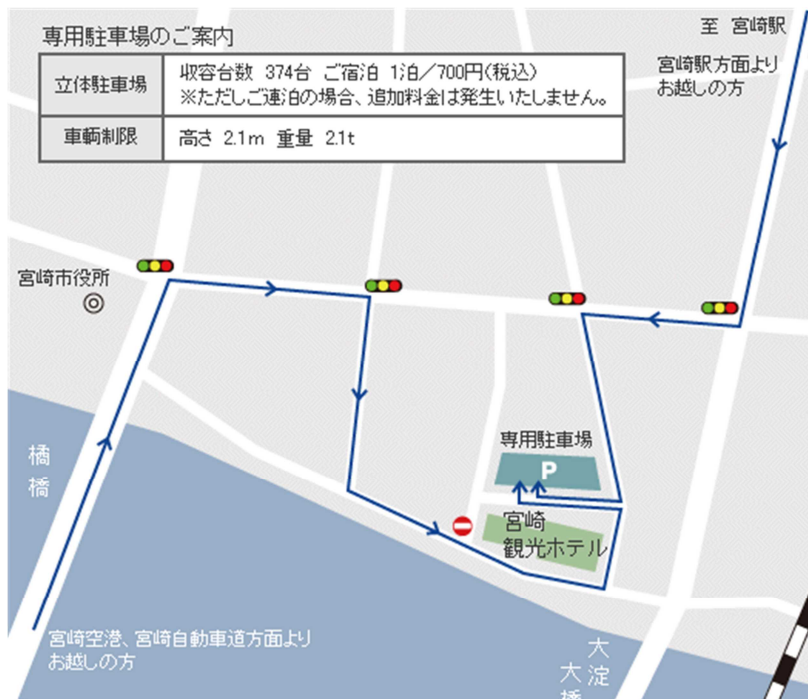 専用駐車場のご案内
立体駐車場
収容台数 374台 ご宿泊 1泊/700円(税込)
※ただしご連泊の場合、追加料金は発生いたしません。
車輌制限
高さ 2.1m 重量 2.1t
至 宮崎駅
宮崎駅方面より
お越しの方
宮崎市役所
橘橋
専用駐車場
P
宮崎
観光ホテル
宮崎空港、宮崎自動車道方面より
お越しの方
大淀
大橋